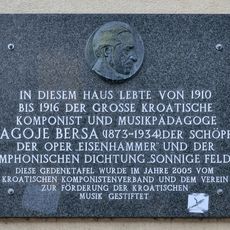 IN DIESEM HAUS LEBTE VON 1910
BIS 1916 DER GROSSE KROATISCHE
KOMPONIST UND MUSIKPÄDAGOGE
AGOJE BERSA (1873-1934) DER SCHÖPF
DER OPER „EISENHAMMER" UND DER
MPHONISCHEN DICHTUNG „SONNIGE FELD
DIESE GEDENKTAFEL WURDE IM JAHRE 2005 VOM
KROATISCHEN KOMPONISTENVERBAND UND DEM VEREIN
ZUR FÖRDERUNG DER KROATISCHEN
MUSIK GESTIFTET